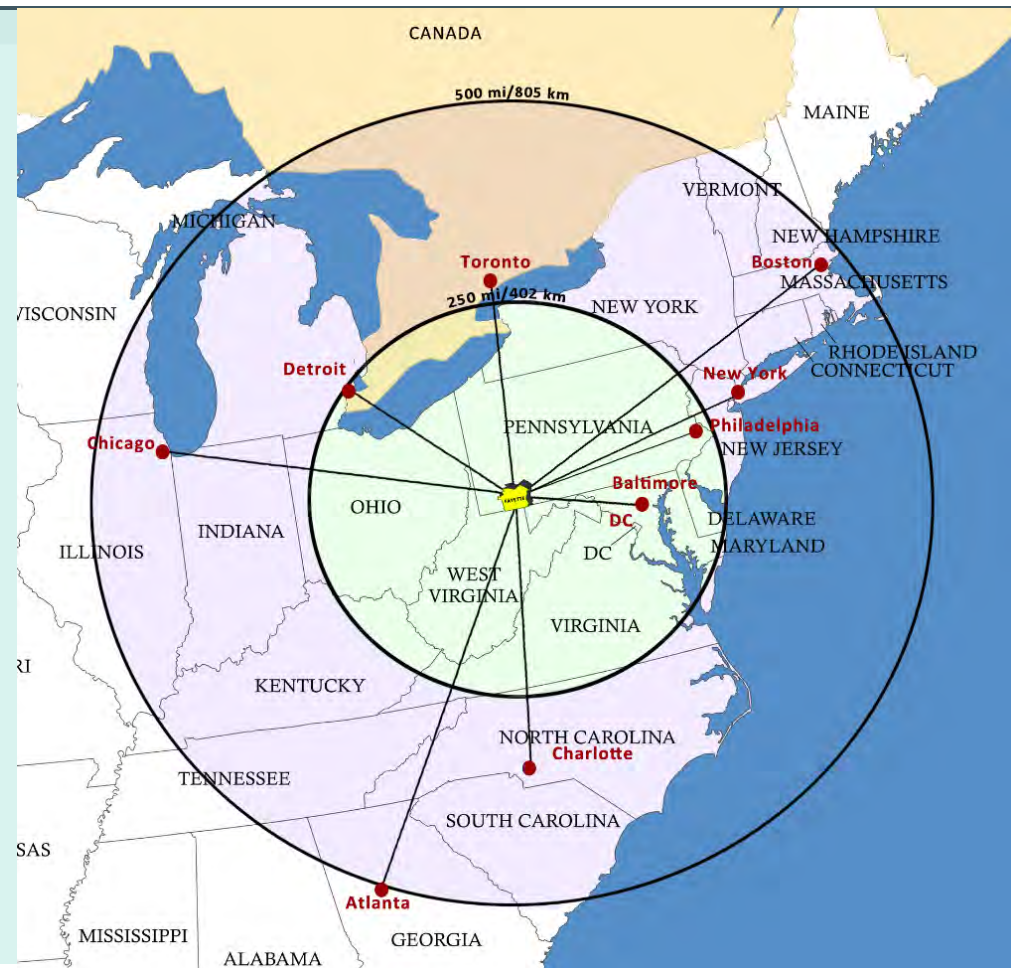 CANADA
500 mi/805 km
MAINE
VERMONT
MICHIGAN
NEW HAMPSHIRE
Toronto
Boston
MASSACHUSETTS
250 mi/402 km
NEW YORK
VISCONSIN
RHODE ISLAND
CONNECTICUT
Detroit
New York
Philadelphia
PENNSYLVANIA
Chicago
NEW JERSEY
Baltimore
FAYETTE
OHIO
DC
DELAWARE
INDIANA
MARYLAND
ILLINOIS
DC
WEST
VIRGINIA
VIRGINIA
RI
KENTUCKY
NORTH CAROLINA
Charlotte
TENNESSEE
SOUTH CAROLINA
SAS
Atlanta
MISSISSIPPI
GEORGIA
ALABAMA